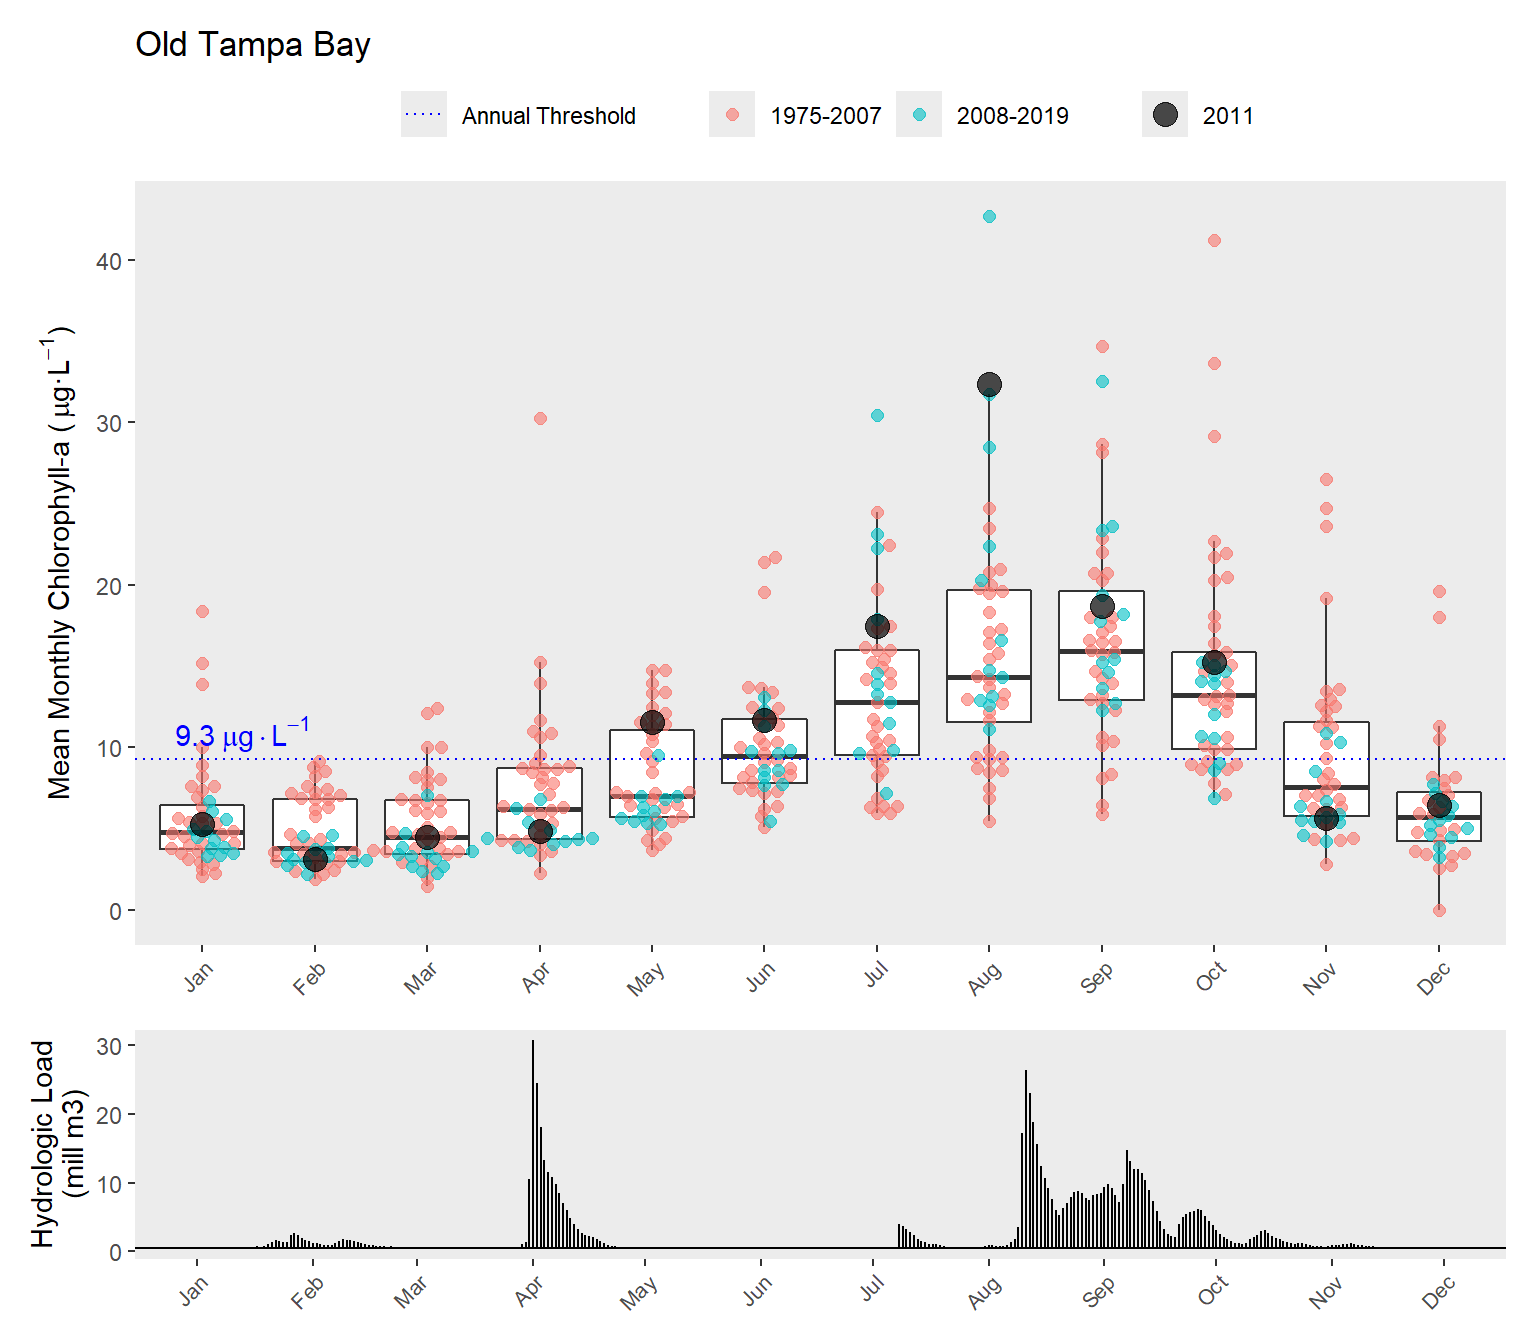 Old Tampa Bay
Annual Threshold
1975-2007
2008-2019
2011
Mean Monthly Chlorophyll-a ( μg·L⁻¹)
40
30
20
10
0
9.3 μg·L⁻¹
Jan Feb Mar Apr May Jun Jul Aug Sep Oct Nov Dec
Hydrologic Load
(mill m3)
30
20
10
0
Jan Feb Mar Apr May Jun Jul Aug Sep Oct Nov Dec